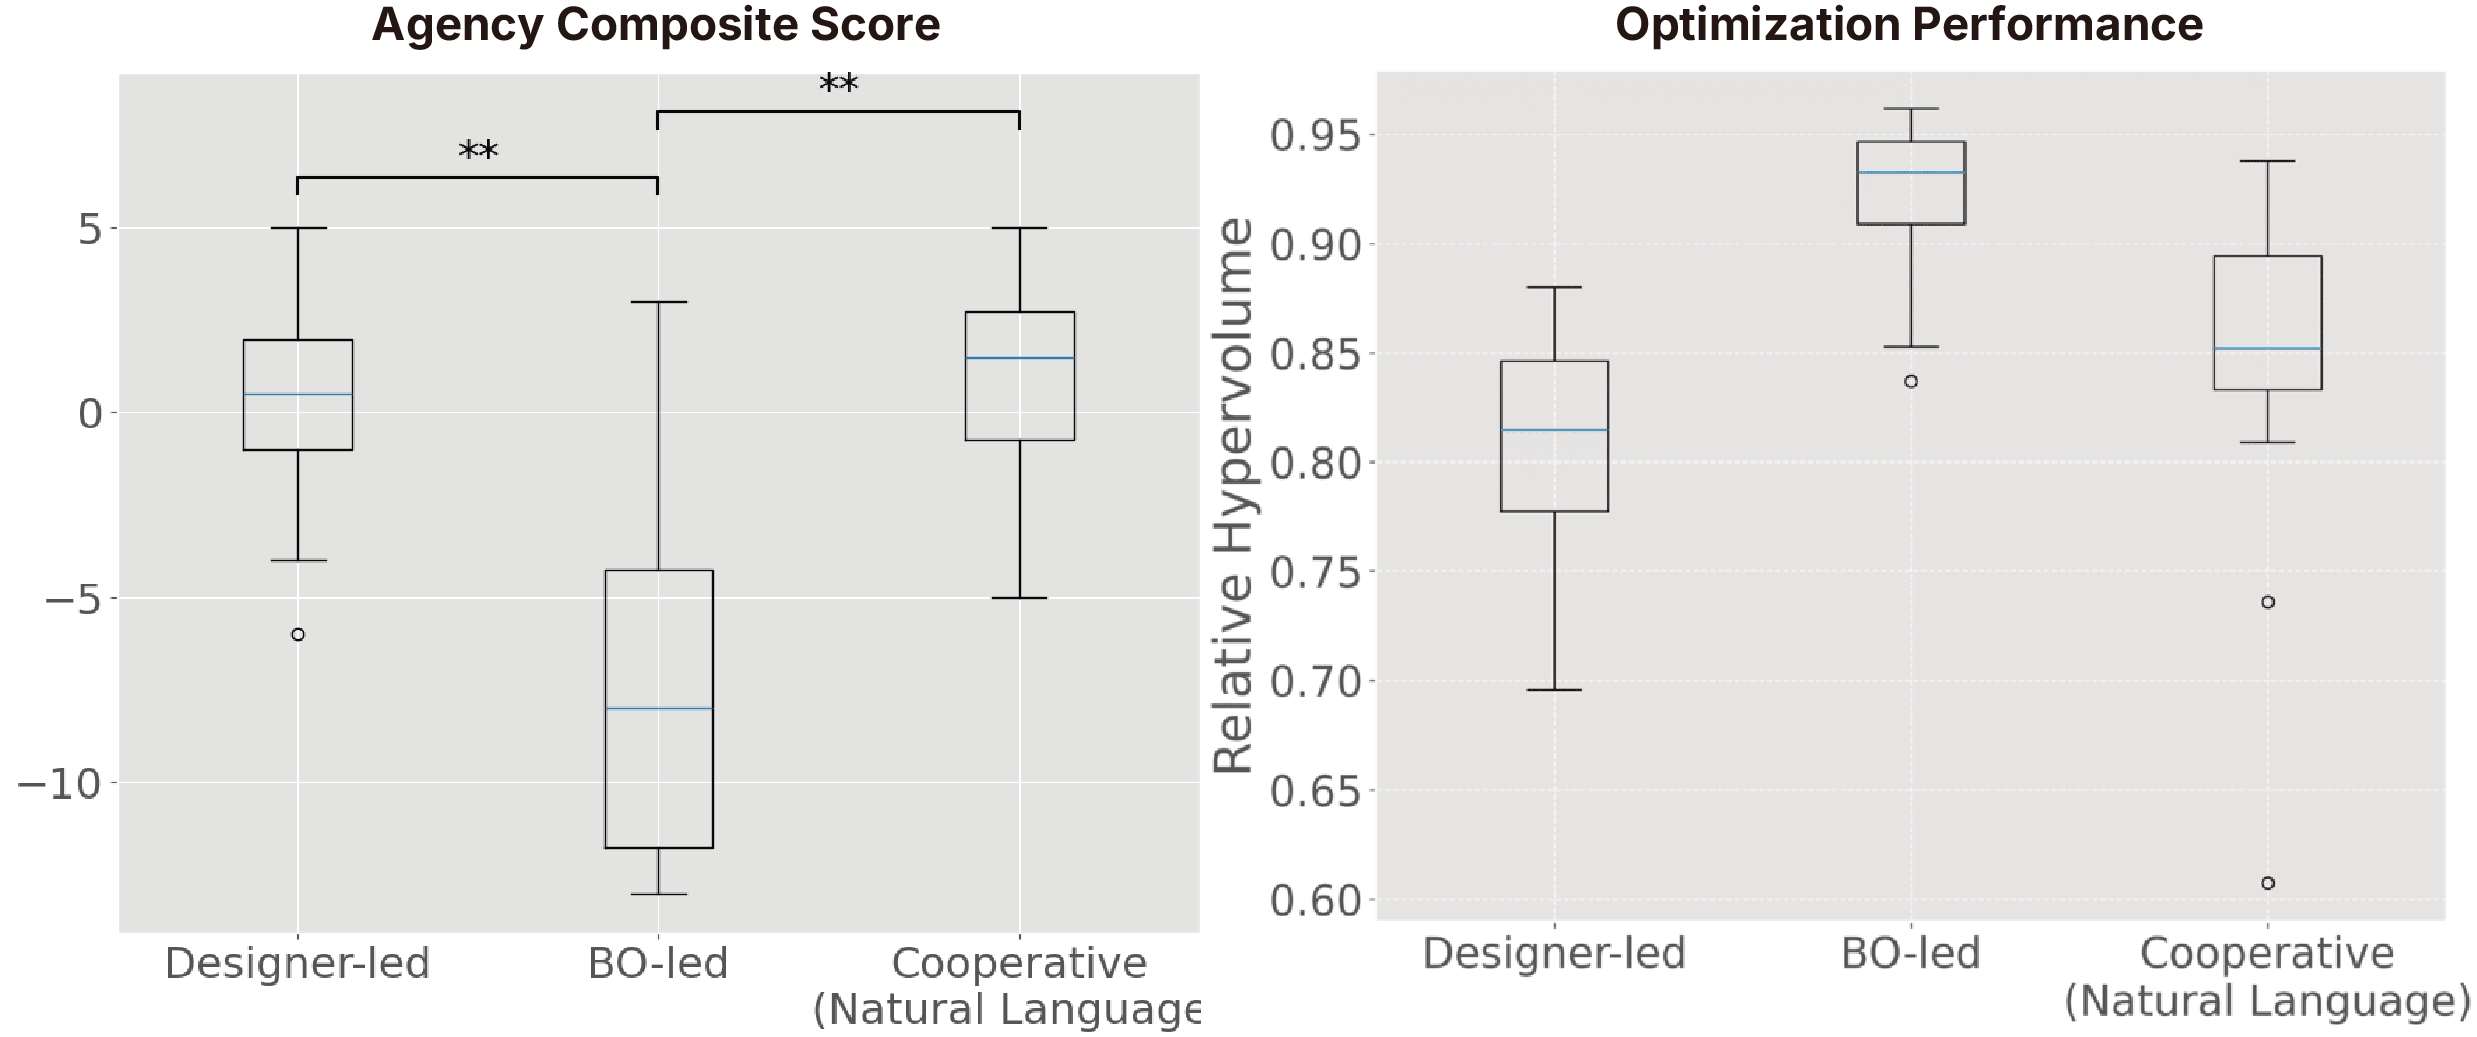 Agency Composite Score
**
**
5
0
−5
−10
Designer-led
BO-led
Cooperative
(Natural Language
Optimization Performance
Relative Hypervolume
0.95
0.90
0.85
0.80
0.75
0.70
0.65
0.60
Designer-led
BO-led
Cooperative
(Natural Language)